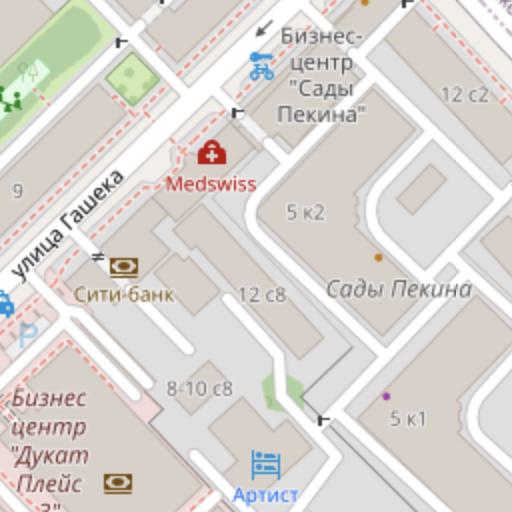 Бизнес-
центр
"Сады
Пекина"
12 с2
Medswiss
9
5 к2
улица Гашека
Сити-банк
12 с8
Сады Пекина
P
8-10 с8
Бизнес
центр
"Дукат
Плейс
5 к1
Артист